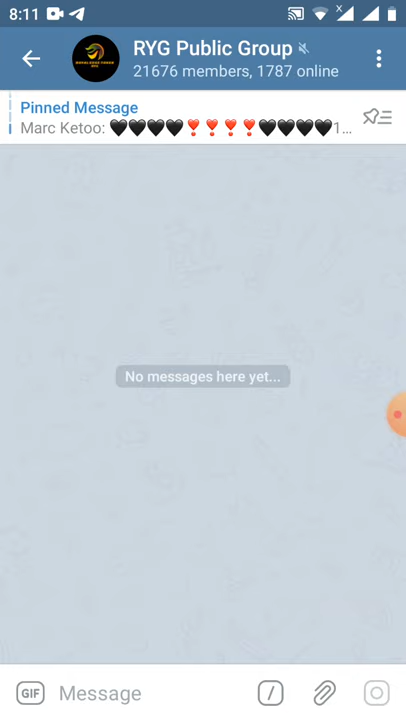 8:11
RYG Public Group
21676 members, 1787 online
Pinned Message
Marc Ketoo: 🖤🖤🖤🖤❣️❣️❣️❣️🖤🖤🖤🖤1...
No messages here yet...
GIF Message